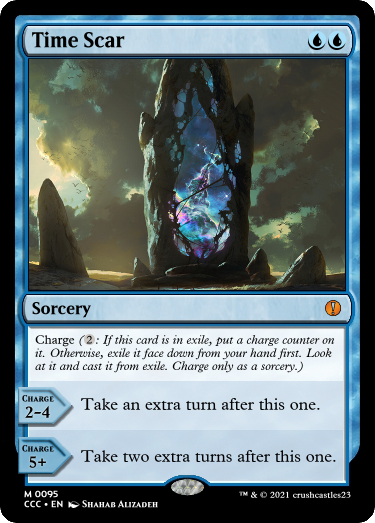 Time Scar
Sorcery
Charge (2: If this card is in exile, put a charge counter on
it. Otherwise, exile it face down from your hand first. Look
at it and cast it from exile. Charge only as a sorcery.)
CHARGE
2-4
Take an extra turn after this one.
CHARGE
5+
Take two extra turns after this one.
M 0095
CCC • EN SHAHAB ALIZADEH
™ & © 2021 crushcastles23